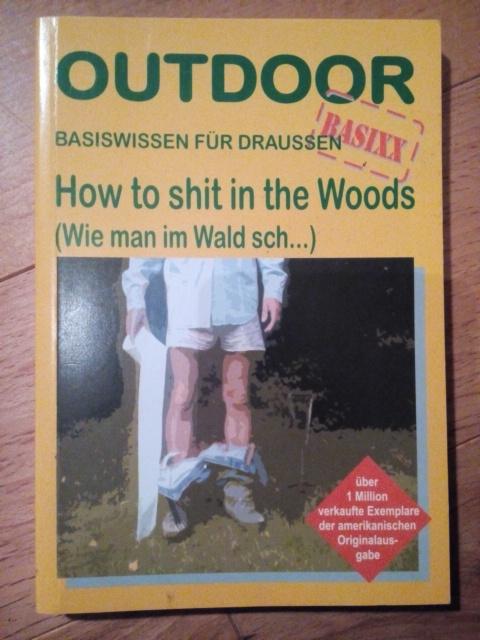 OUTDOOR
BASIXX
BASISWISSEN FÜR DRAUSSEN
How to shit in the Woods
(Wie man im Wald sch...)
über
1 Million
verkaufte Exemplare
der amerikanischen
Originalaus-
gabe